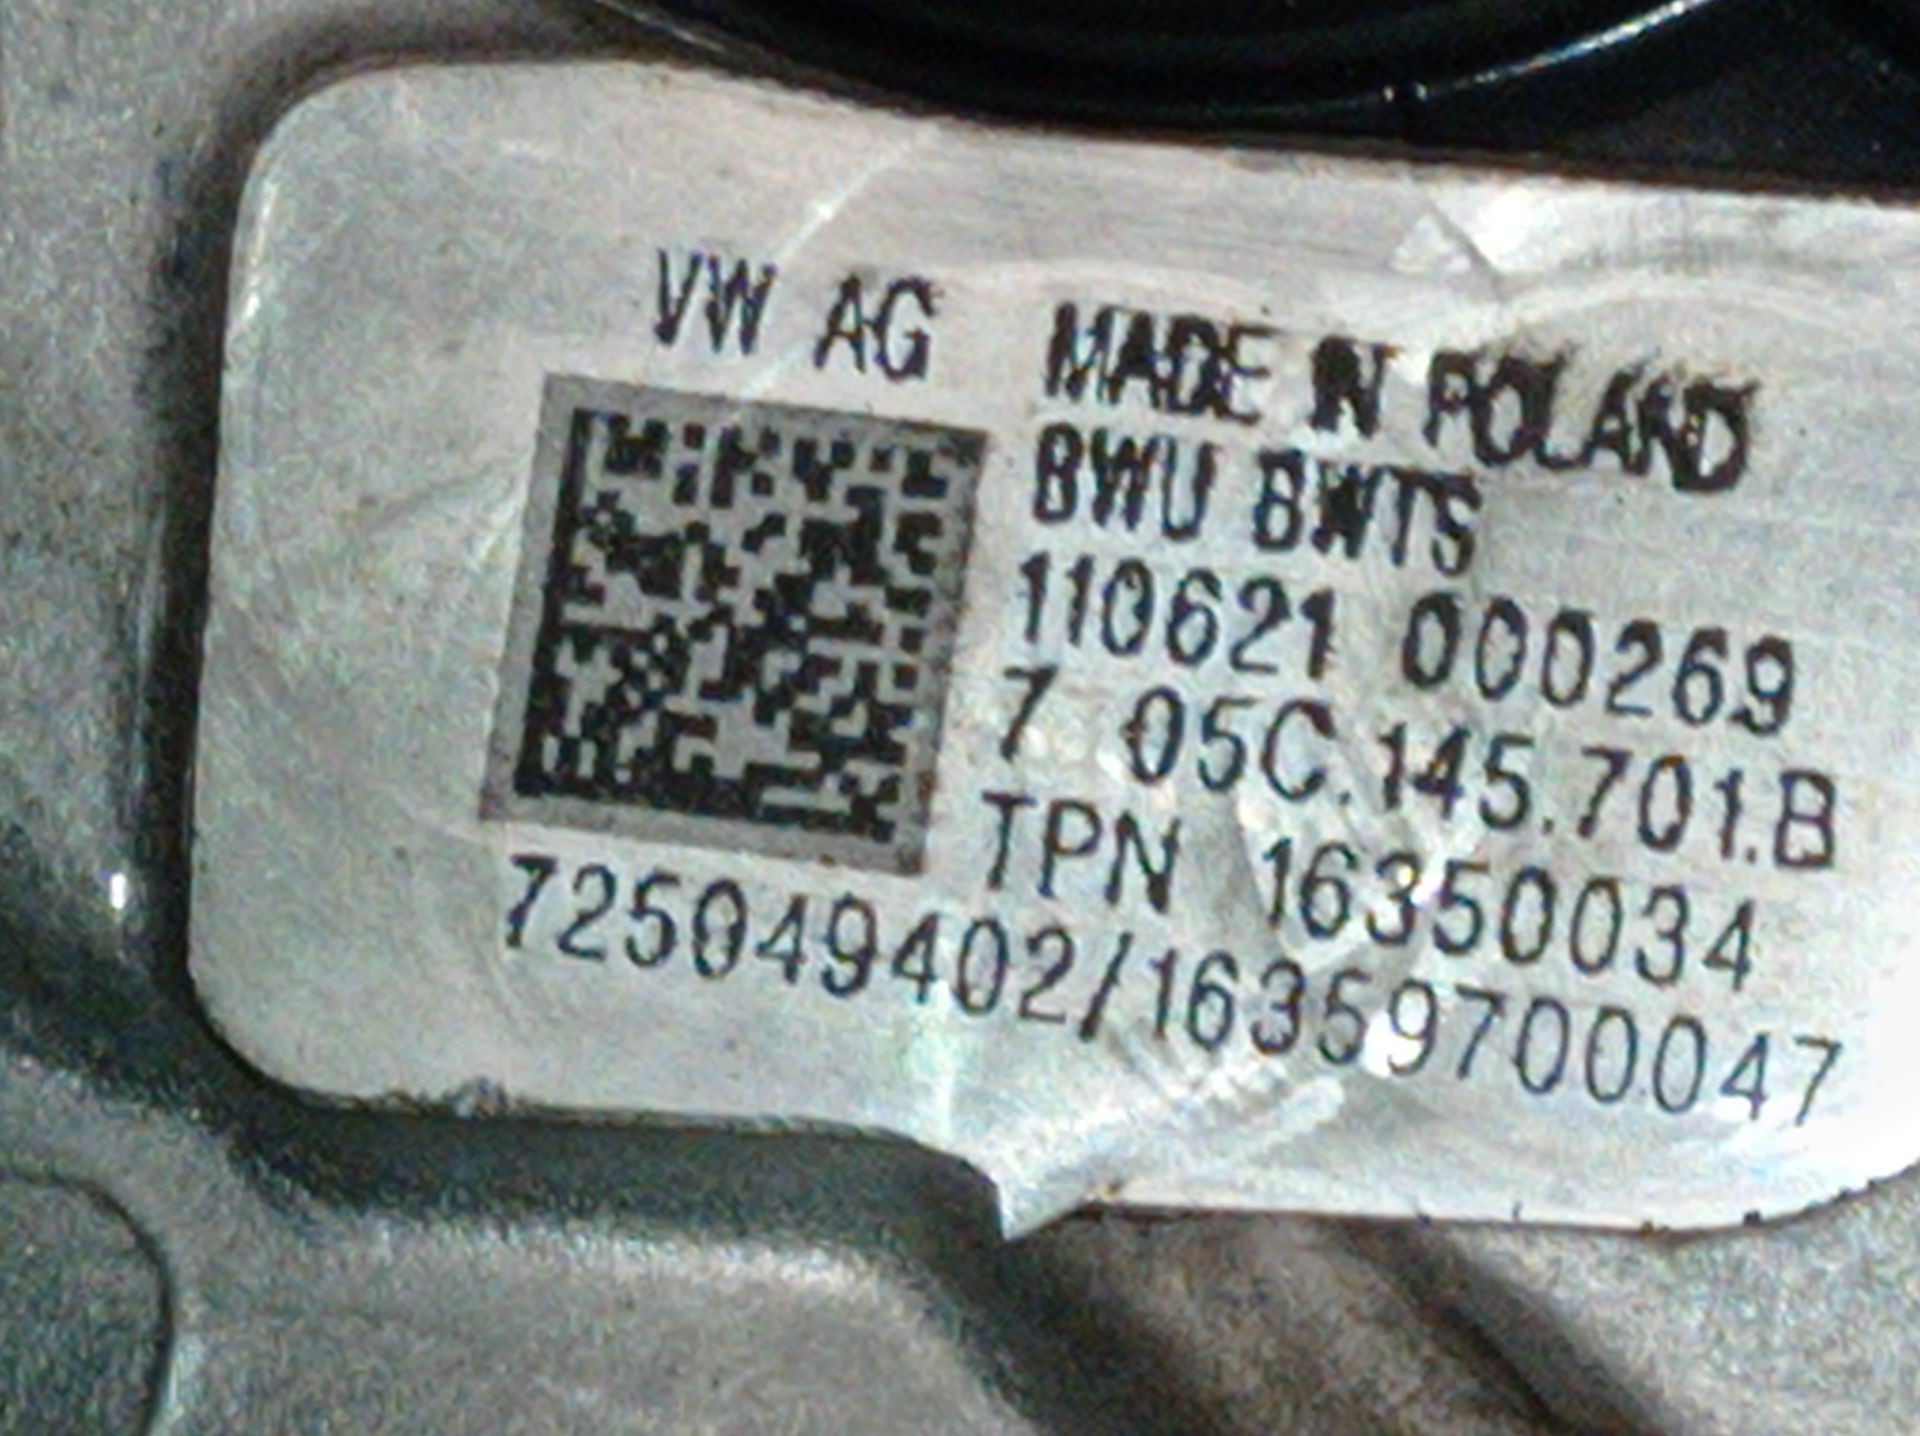 VW AG MADE IN POLAND
BWU BWTS
110621 000269
7 05C.145.701.B
TPN 16350034
725049402/16359700047